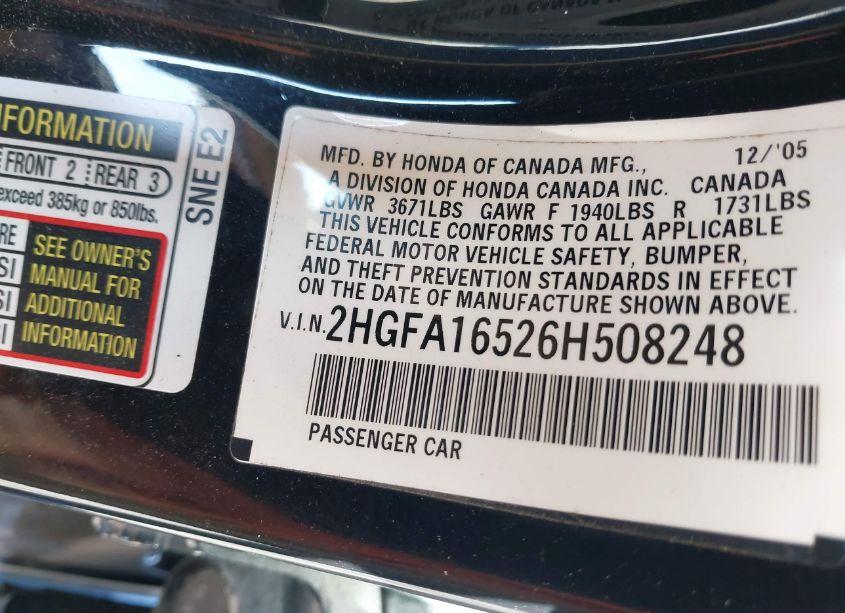 NFORMATION
FRONT 2 REAR 3
exceed 385kg or 850lbs.
SEE OWNER'S
MANUAL FOR
ADDITIONAL
INFORMATION
SNE E2
MFD. BY HONDA OF CANADA MFG., 12/'05
A DIVISION OF HONDA CANADA INC. CANADA
GVWR 3671LBS GAWR F 1940LBS R 1731LBS
THIS VEHICLE CONFORMS TO ALL APPLICABLE
FEDERAL MOTOR VEHICLE SAFETY, BUMPER,
AND THEFT PREVENTION STANDARDS IN EFFECT
ON THE DATE OF MANUFACTURE SHOWN ABOVE.
V.I.N. 2HGFA16526H508248
PASSENGER CAR